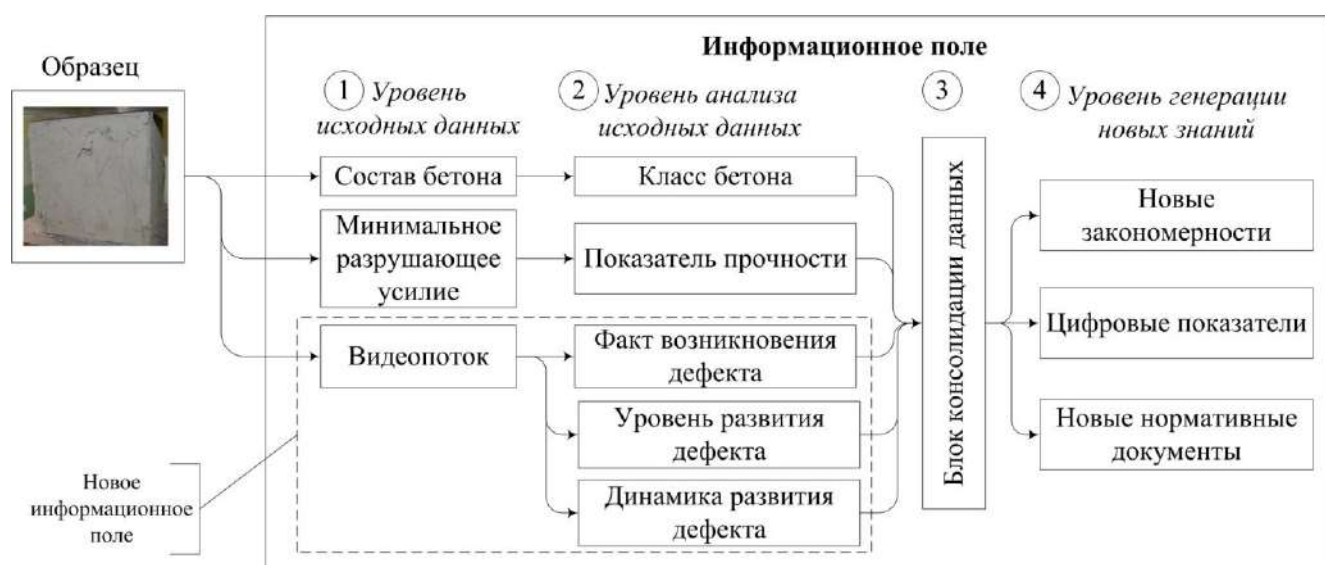 Информационное поле
Образец
1 Уровень
исходных данных
2 Уровень анализа
исходных данных
3
4 Уровень генерации
новых знаний
Состав бетона
Класс бетона
Минимальное
разрушающее
усилие
Показатель прочности
Видеопоток
Факт возникновения
дефекта
Уровень развития
дефекта
Динамика развития
дефекта
Блок консолидации данных
Новые
закономерности
Цифровые показатели
Новые нормативные
документы
Новое
информационное
поле